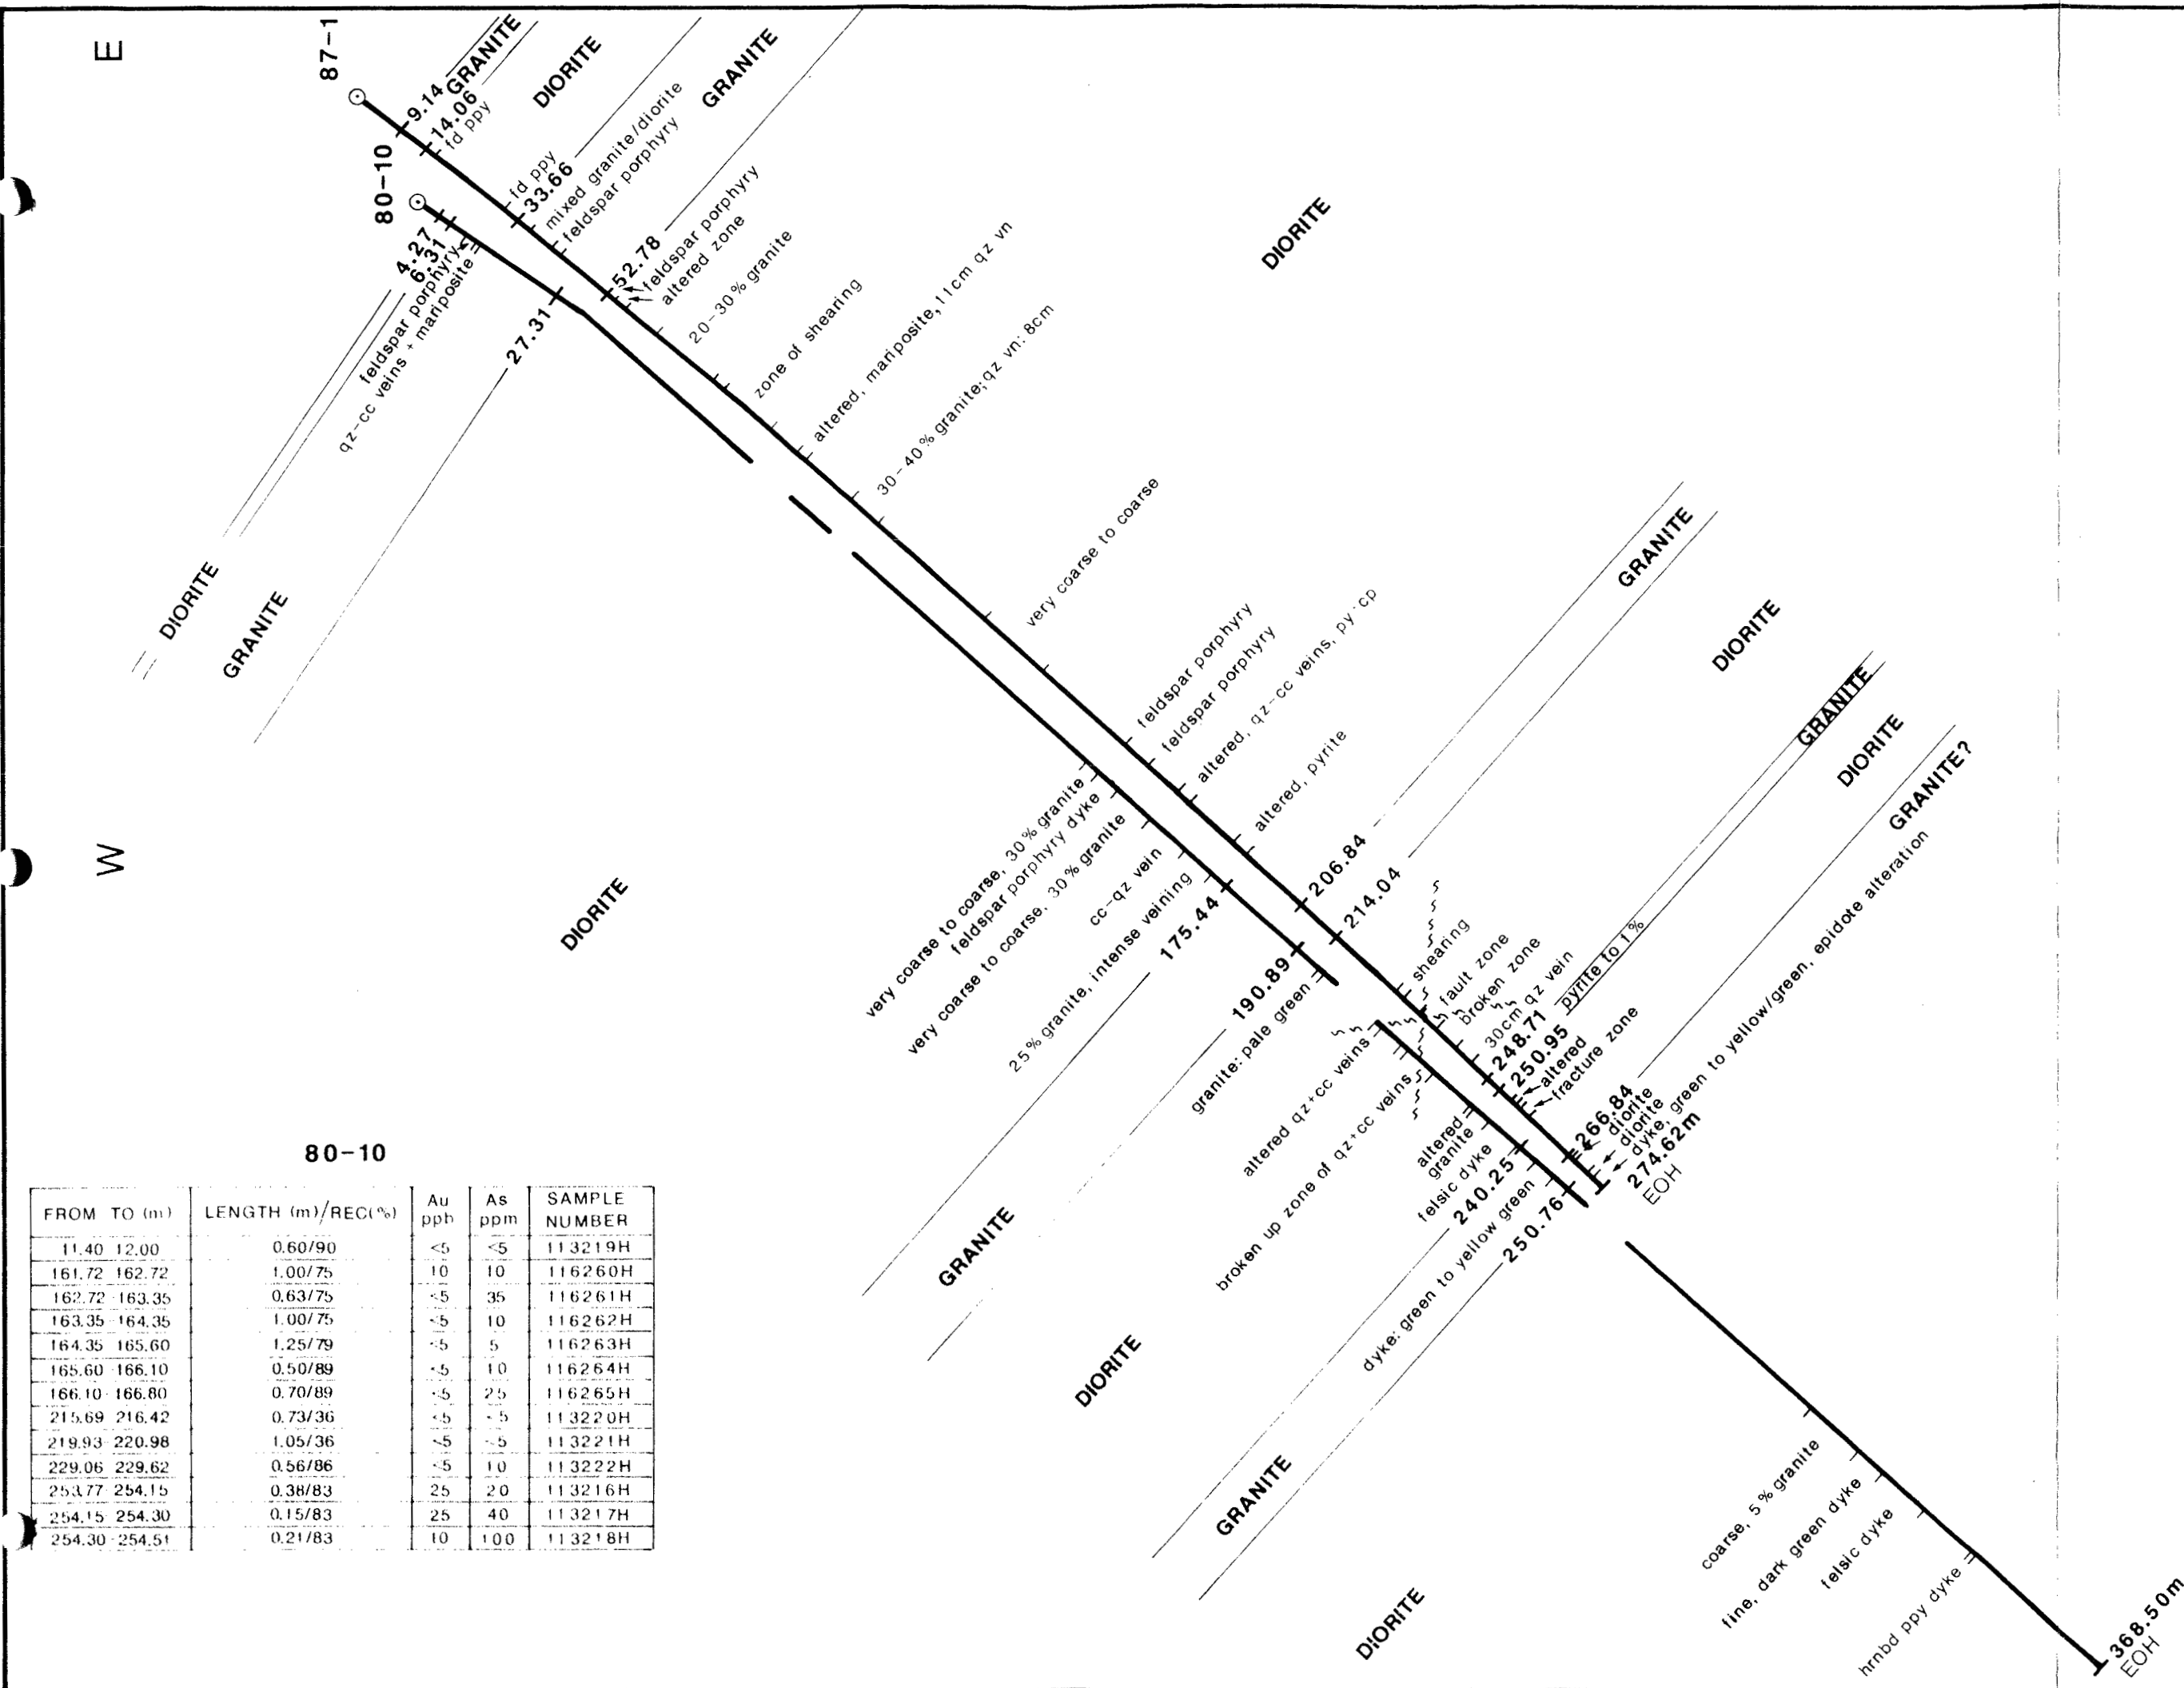 E
W
87-1
9.14
GRANITE
14.06
fd ppy
DIORITE
fd ppy
33.66
mixed granite/diorite
feldspar porphyry
GRANITE
52.78
feldspar porphyry
altered zone
20-30% granite
zone of shearing
altered, mariposite, 11cm qz vn
30-40% granite; qz vn: 8cm
DIORITE
very coarse to coarse
feldspar porphyry
feldspar porphyry
altered, qz-cc veins, py+cp
altered, pyrite
206.84
GRANITE
214.04
DIORITE
shearing
fault zone
broken zone
30cm qz vein
248.71
pyrite to 1%
GRANITE
250.95
altered
fracture zone
DIORITE
266.84
GRANITE?
diorite
diorite
dyke, green to yellow/green, epidote alteration
274.62m
EOH
80-10
4.27
6.31
feldspar porphyry
qz-cc veins + mariposite
DIORITE
GRANITE
27.31
DIORITE
very coarse to coarse, 30% granite
feldspar porphyry dyke
very coarse to coarse, 30% granite
cc-qz vein
25% granite, intense veining
175.44
GRANITE
190.89
granite: pale green
DIORITE
altered qz+cc veins
broken up zone of qz+cc veins
altered
granite
felsic dyke
240.25
GRANITE
dyke: green to yellow green
250.76
DIORITE
coarse, 5% granite
fine, dark green dyke
felsic dyke
hrnbd ppy dyke
368.50m
EOH
80-10
FROM TO (m) LENGTH (m)/REC(%) Au ppb As ppm SAMPLE NUMBER
11.40 12.00 0.60/90 <5 <5 113219H
161.72 162.72 1.00/75 10 10 116260H
162.72-163.35 0.63/75 <5 35 116261H
163.35-164.35 1.00/75 <5 10 116262H
164.35 165.60 1.25/79 <5 5 116263H
165.60-166.10 0.50/89 <5 10 116264H
166.10-166.80 0.70/89 <5 25 116265H
215.69 216.42 0.73/36 <5 <5 113220H
219.93-220.98 1.05/36 <5 <5 113221H
229.06 229.62 0.56/86 <5 10 113222H
253.77-254.15 0.38/83 25 20 113216H
254.15-254.30 0.15/83 25 40 113217H
254.30-254.51 0.21/83 10 100 113218H